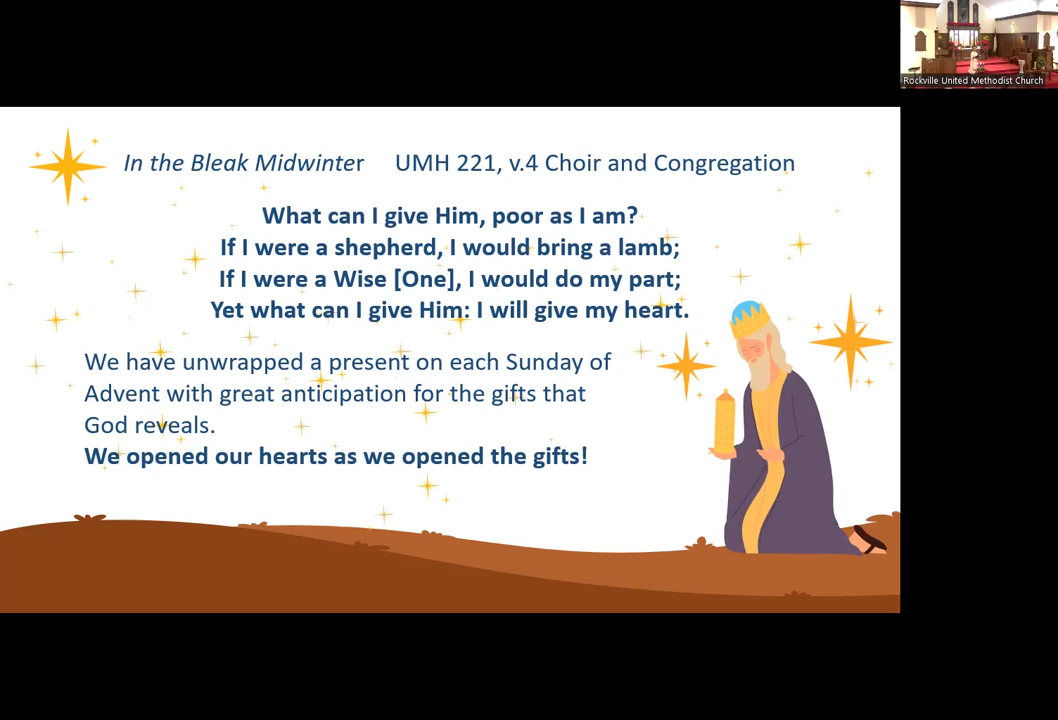 Rockville United Methodist Church
In the Bleak Midwinter UMH 221, v.4 Choir and Congregation
What can I give Him, poor as I am?
If I were a shepherd, I would bring a lamb;
If I were a Wise [One], I would do my part;
Yet what can I give Him: I will give my heart.
We have unwrapped a present on each Sunday of
Advent with great anticipation for the gifts that
God reveals.
We opened our hearts as we opened the gifts!